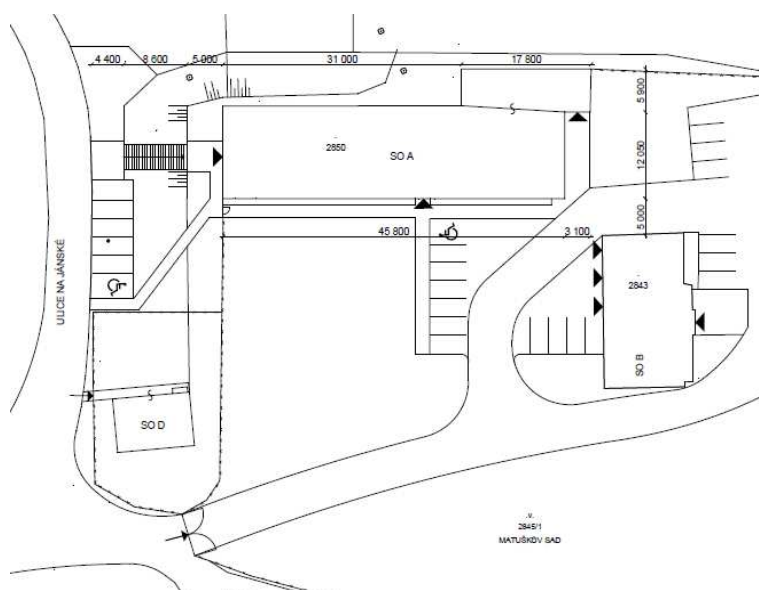 4 400 8 600 5 000 31 000 17 800
5 900
2850
SO A
12 050
5 000
45 800 3 100
ULICE NA JÁNSKÉ
2843
SO B
SO D
.v.
2845/1
MATUŠKŮV SAD